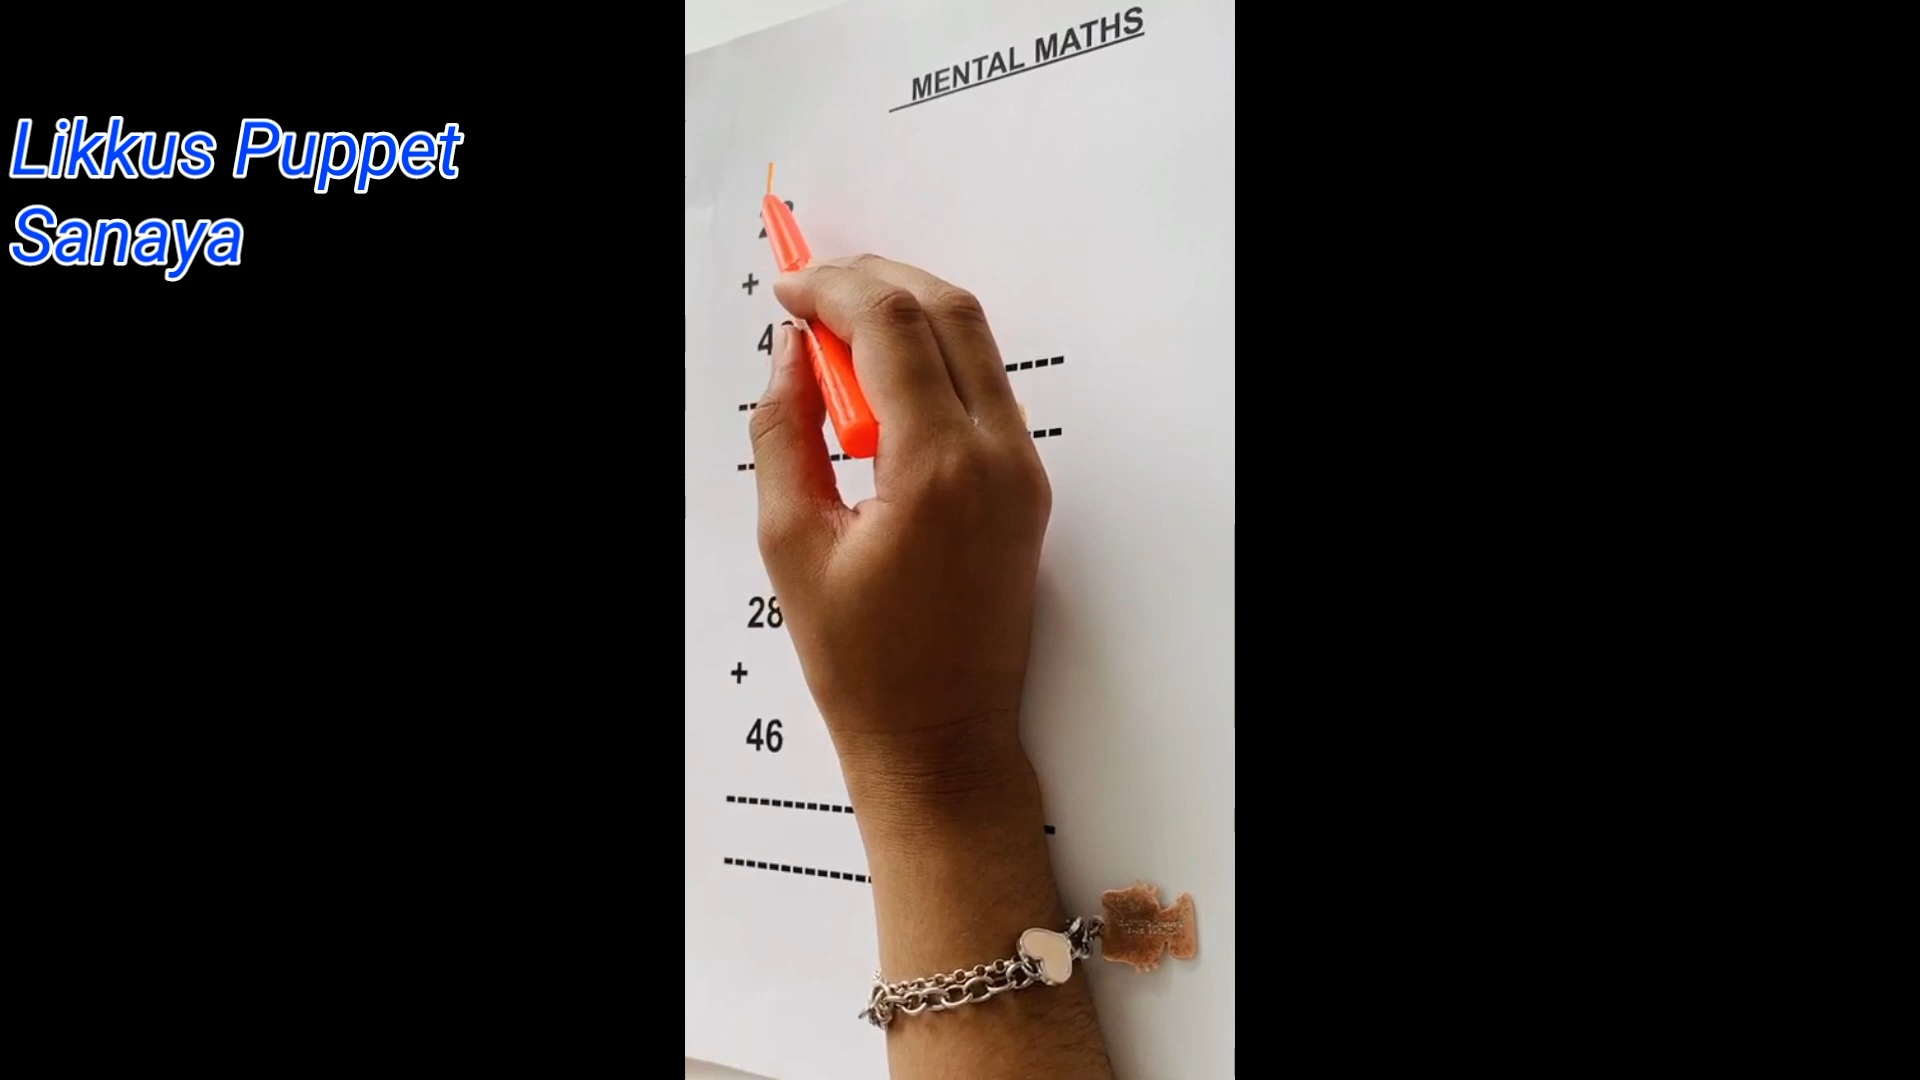 Likkus Puppet
Sanaya
MENTAL MATHS
+
28
+
46